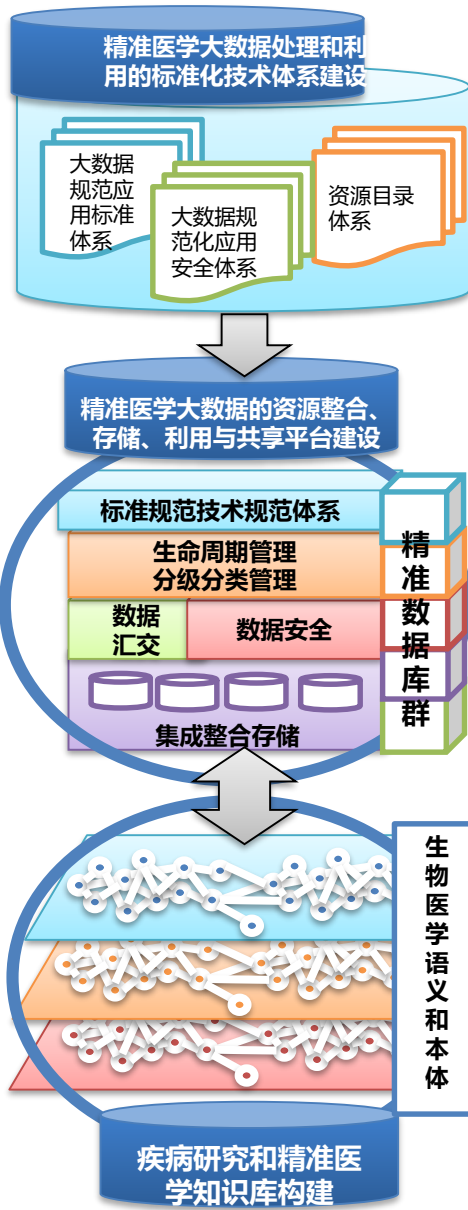 精准医学大数据处理和利
用的标准化技术体系建设
大数据
规范应
用标准
体系
大数据规
范化应用
安全体系
资源目录
体系
精准医学大数据的资源整合、
存储、利用与共享平台建设
标准规范技术规范体系
生命周期管理
分级分类管理
数据
汇交
数据安全
集成整合存储
精
准
数
据
库
群
生
物
医
学
语
义
和
本
体
疾病研究和精准医
学知识库构建